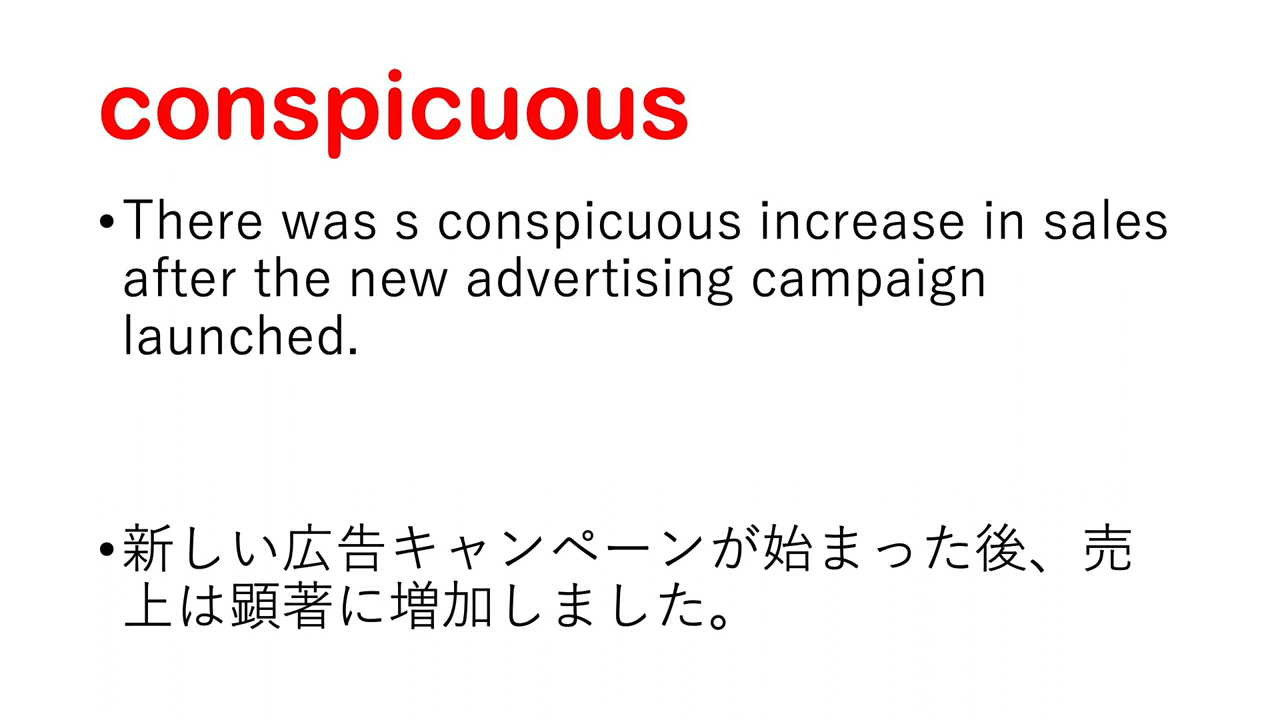 conspicuous
•There was s conspicuous increase in sales
after the new advertising campaign
launched.
•新しい広告キャンペーンが始まった後、売
上は顕著に増加しました。